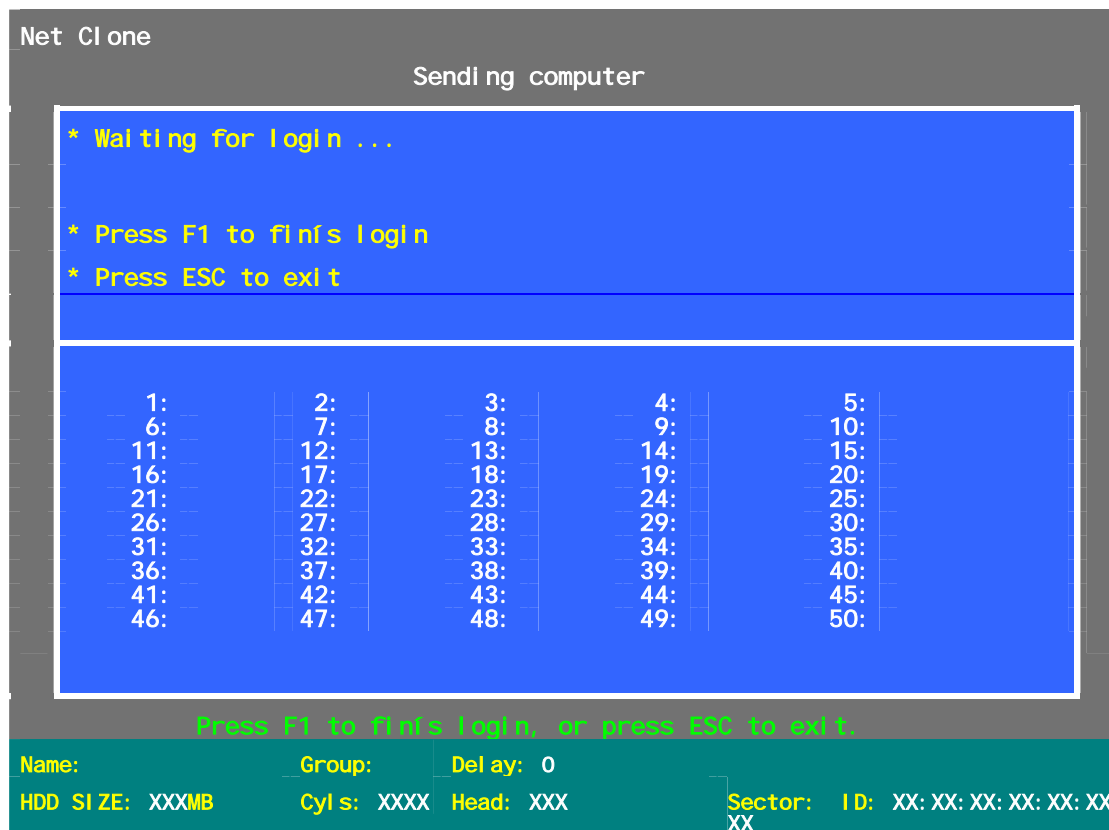 Net Clone
Sending computer
* Waiting for login ...
* Press F1 to finís login
* Press ESC to exit
1: 2: 3: 4: 5:
6: 7: 8: 9: 10:
11: 12: 13: 14: 15:
16: 17: 18: 19: 20:
21: 22: 23: 24: 25:
26: 27: 28: 29: 30:
31: 32: 33: 34: 35:
36: 37: 38: 39: 40:
41: 42: 43: 44: 45:
46: 47: 48: 49: 50:
Press F1 to finís login, or press ESC to exit.
Name: Group: Delay: 0
HDD SIZE: XXXMB Cyls: XXXX Head: XXX Sector: ID: XX:XX:XX:XX:XX:XX
XX